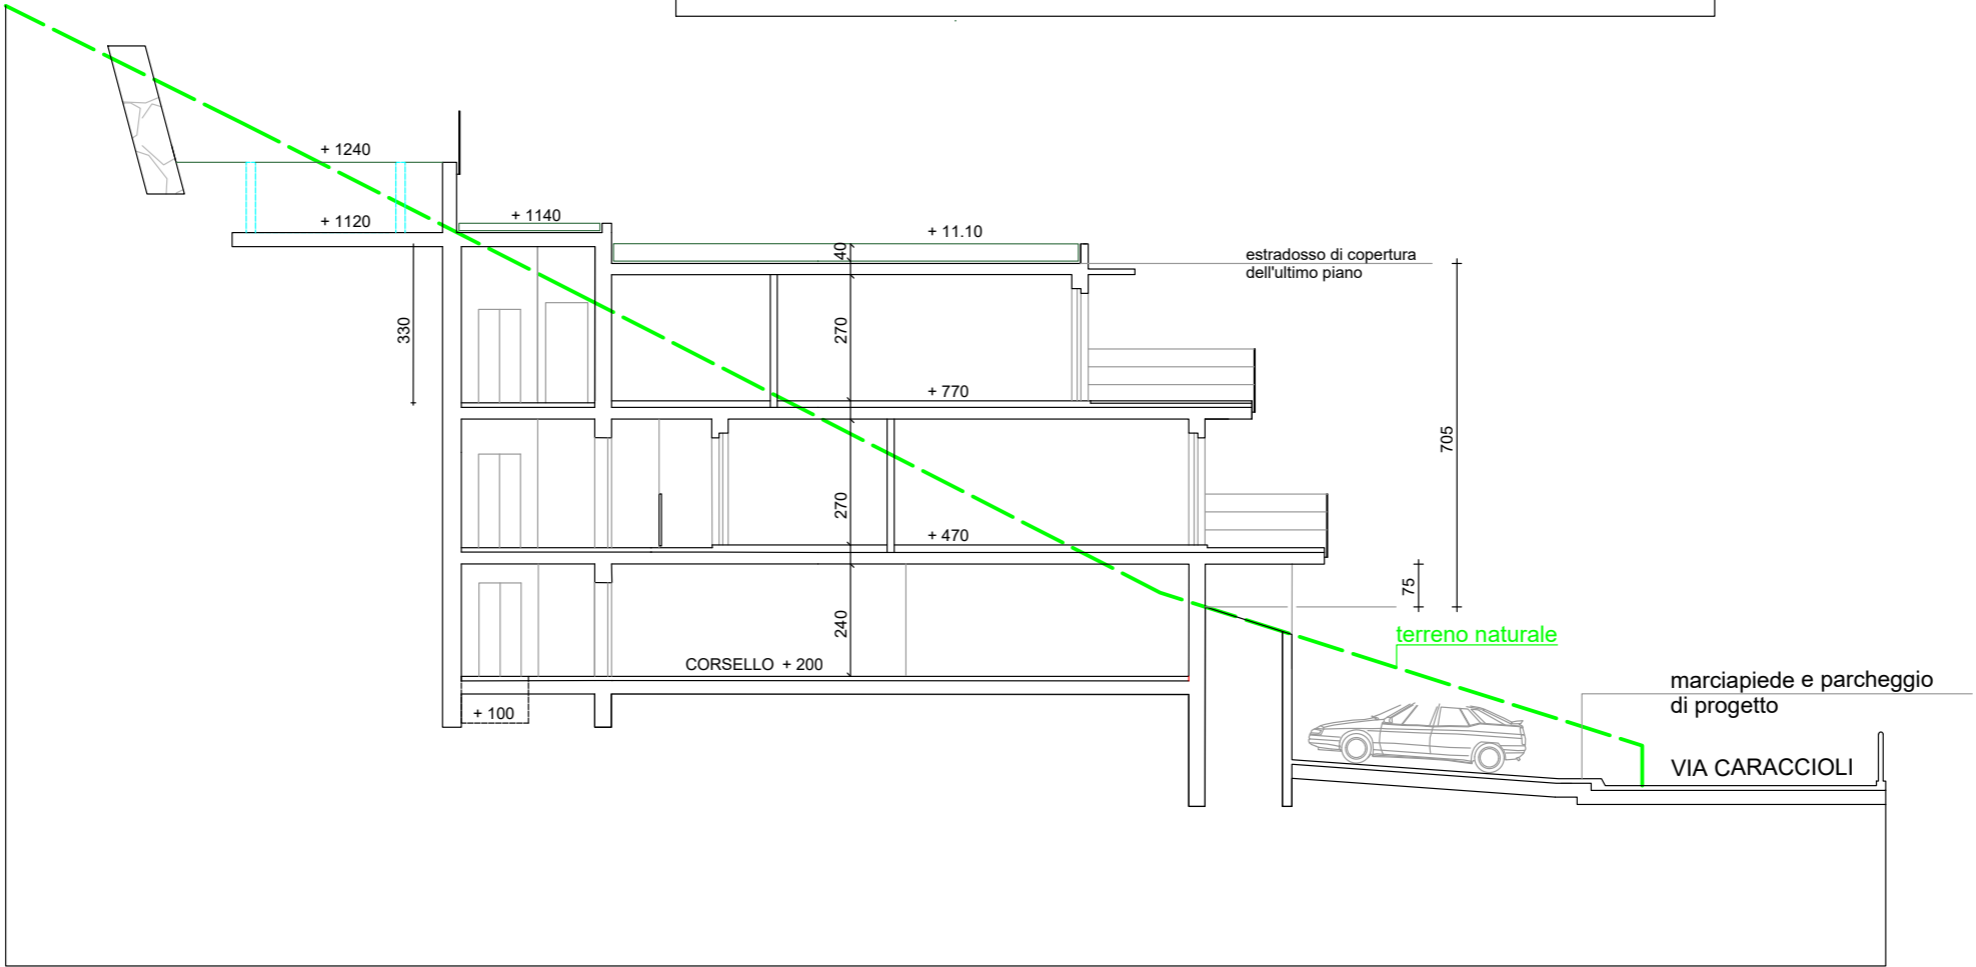 + 1240
+ 1120
+ 1140
+ 11.10
40
estradosso di copertura
dell'ultimo piano
330
270
+ 770
705
270
+ 470
75
240
terreno naturale
CORSELLO + 200
marciapiede e parcheggio
di progetto
+ 100
VIA CARACCIOLI